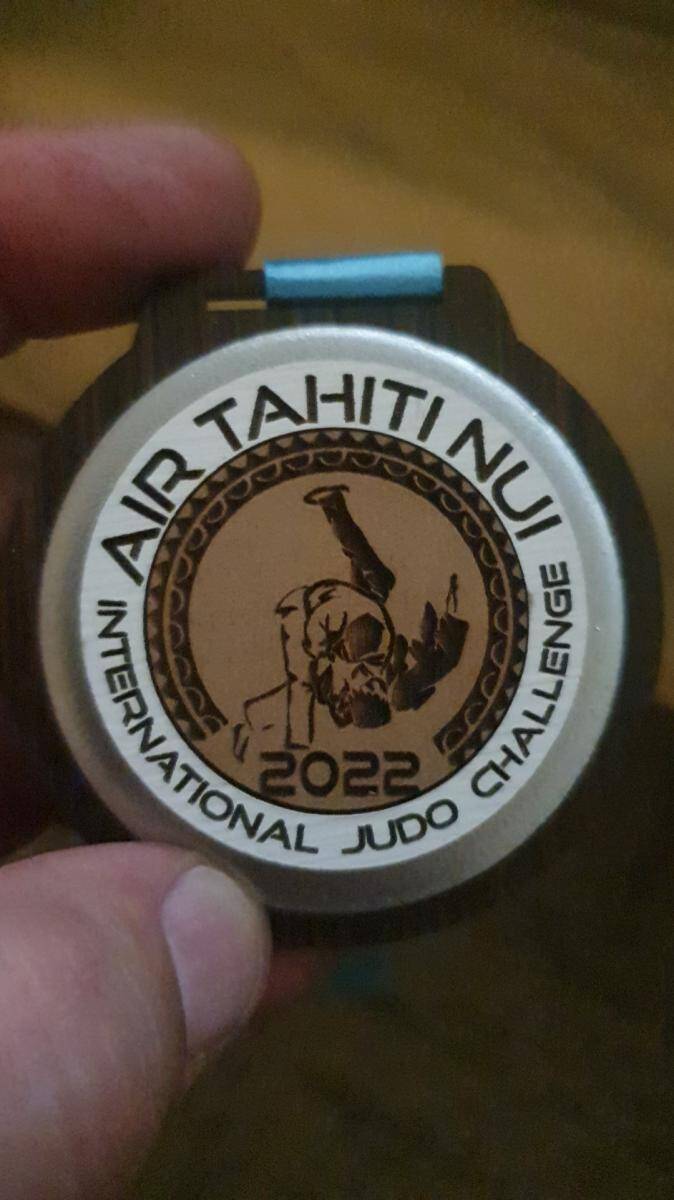 AIR TAHITI NUI
INTERNATIONAL JUDO CHALLENGE
2022